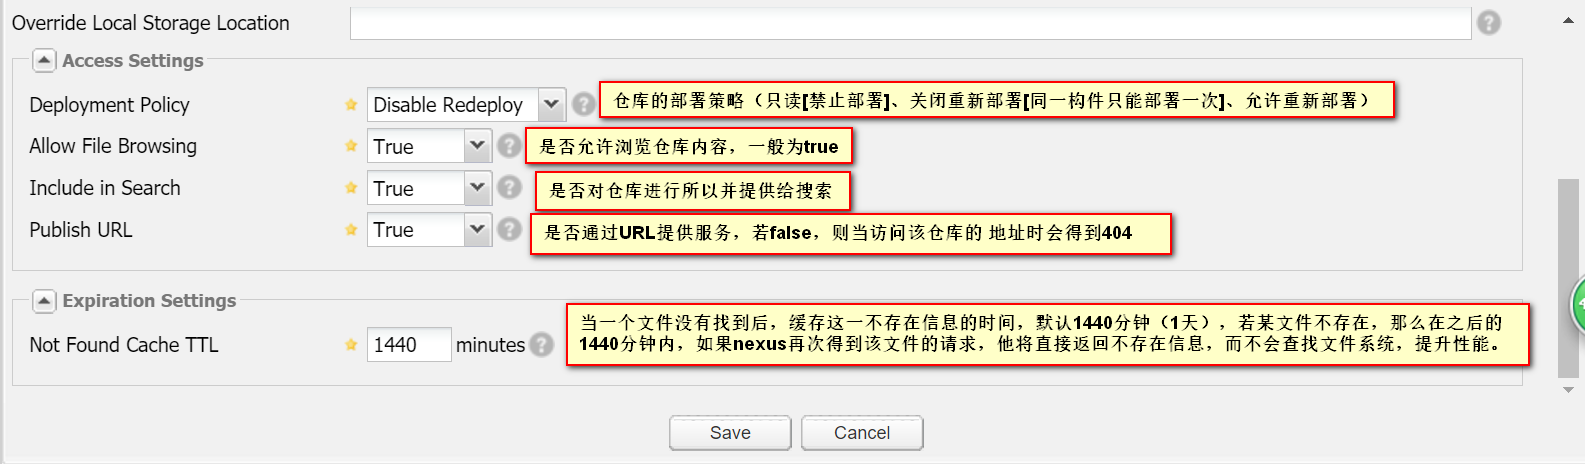 Override Local Storage Location
Access Settings
Deployment Policy Disable Redeploy 仓库的部署策略（只读[禁止部署]、关闭重新部署[同一构件只能部署一次]、允许重新部署）
Allow File Browsing True 是否允许浏览仓库内容，一般为true
Include in Search True 是否对仓库进行所以并提供给搜索
Publish URL True 是否通过URL提供服务，若false，则当访问该仓库的 地址时会得到404
Expiration Settings
当一个文件没有找到后，缓存这一不存在信息的时间，默认1440分钟（1天），若某文件不存在，那么在之后的
Not Found Cache TTL 1440 minutes 1440分钟内，如果nexus再次得到该文件的请求，他将直接返回不存在信息，而不会查找文件系统，提升性能。
Save Cancel